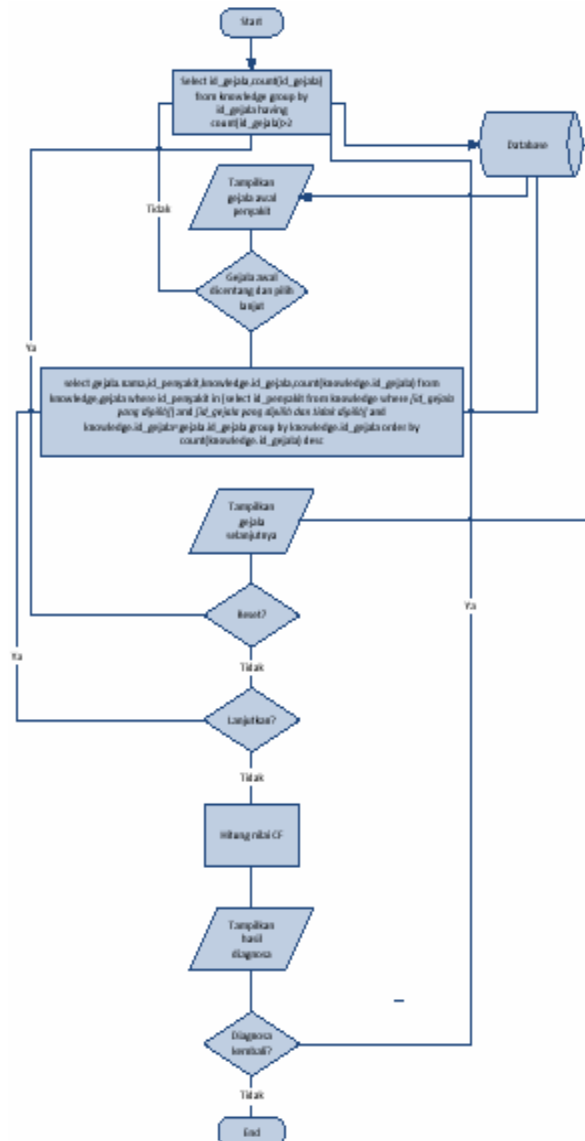 Start
Select id_gejala,count(id_gejala)
from knowledge group by
id_gejala having
count(id_gejala)>2
Database
Tampilkan
gejala awal
penyakit
Tidak
Gejala awal
dicentang dan pilih
lanjut
Ya
select gejala.nama,id_penyakit,knowledge.id_gejala,count(knowledge.id_gejala) from
knowledge,gejala where id_penyakit in (select id_penyakit from knowledge where [id_gejala
yang dipilih]) and [id_gejala yang dipilih dan tidak dipilih] and
knowledge.id_gejala=gejala.id_gejala group by knowledge.id_gejala order by
count(knowledge.id_gejala) desc
Tampilkan
gejala
selanjutnya
Reset?
Ya
Ya
Tidak
Lanjutkan?
Tidak
Hitung nilai CF
Tampilkan
hasil
diagnosa
Diagnosa
kembali?
Tidak
End